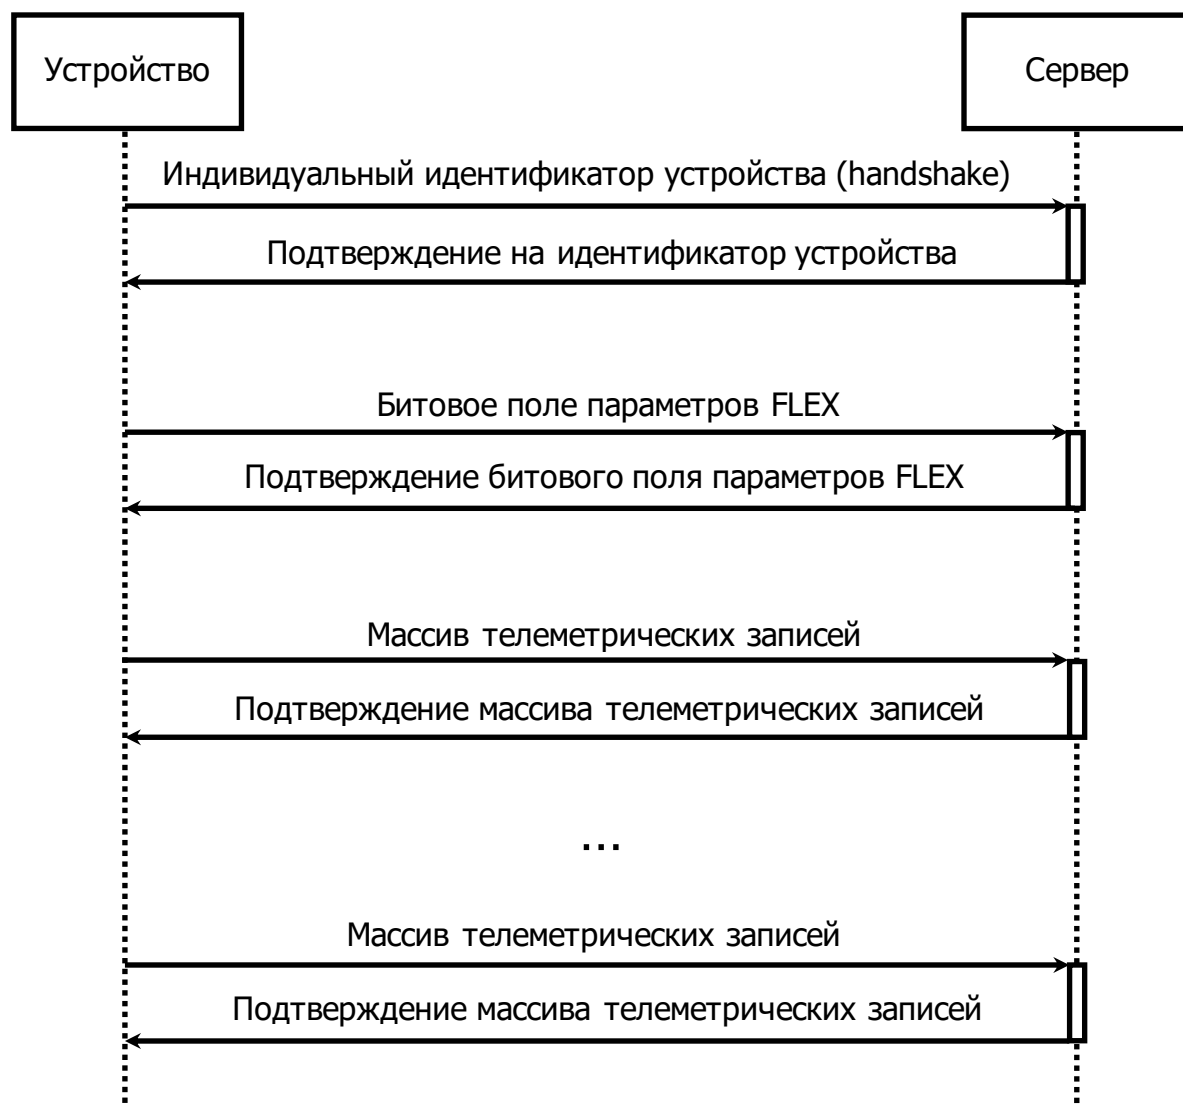 Устройство
Сервер
Индивидуальный идентификатор устройства (handshake)
Подтверждение на идентификатор устройства
Битовое поле параметров FLEX
Подтверждение битового поля параметров FLEX
Массив телеметрических записей
Подтверждение массива телеметрических записей
...
Массив телеметрических записей
Подтверждение массива телеметрических записей